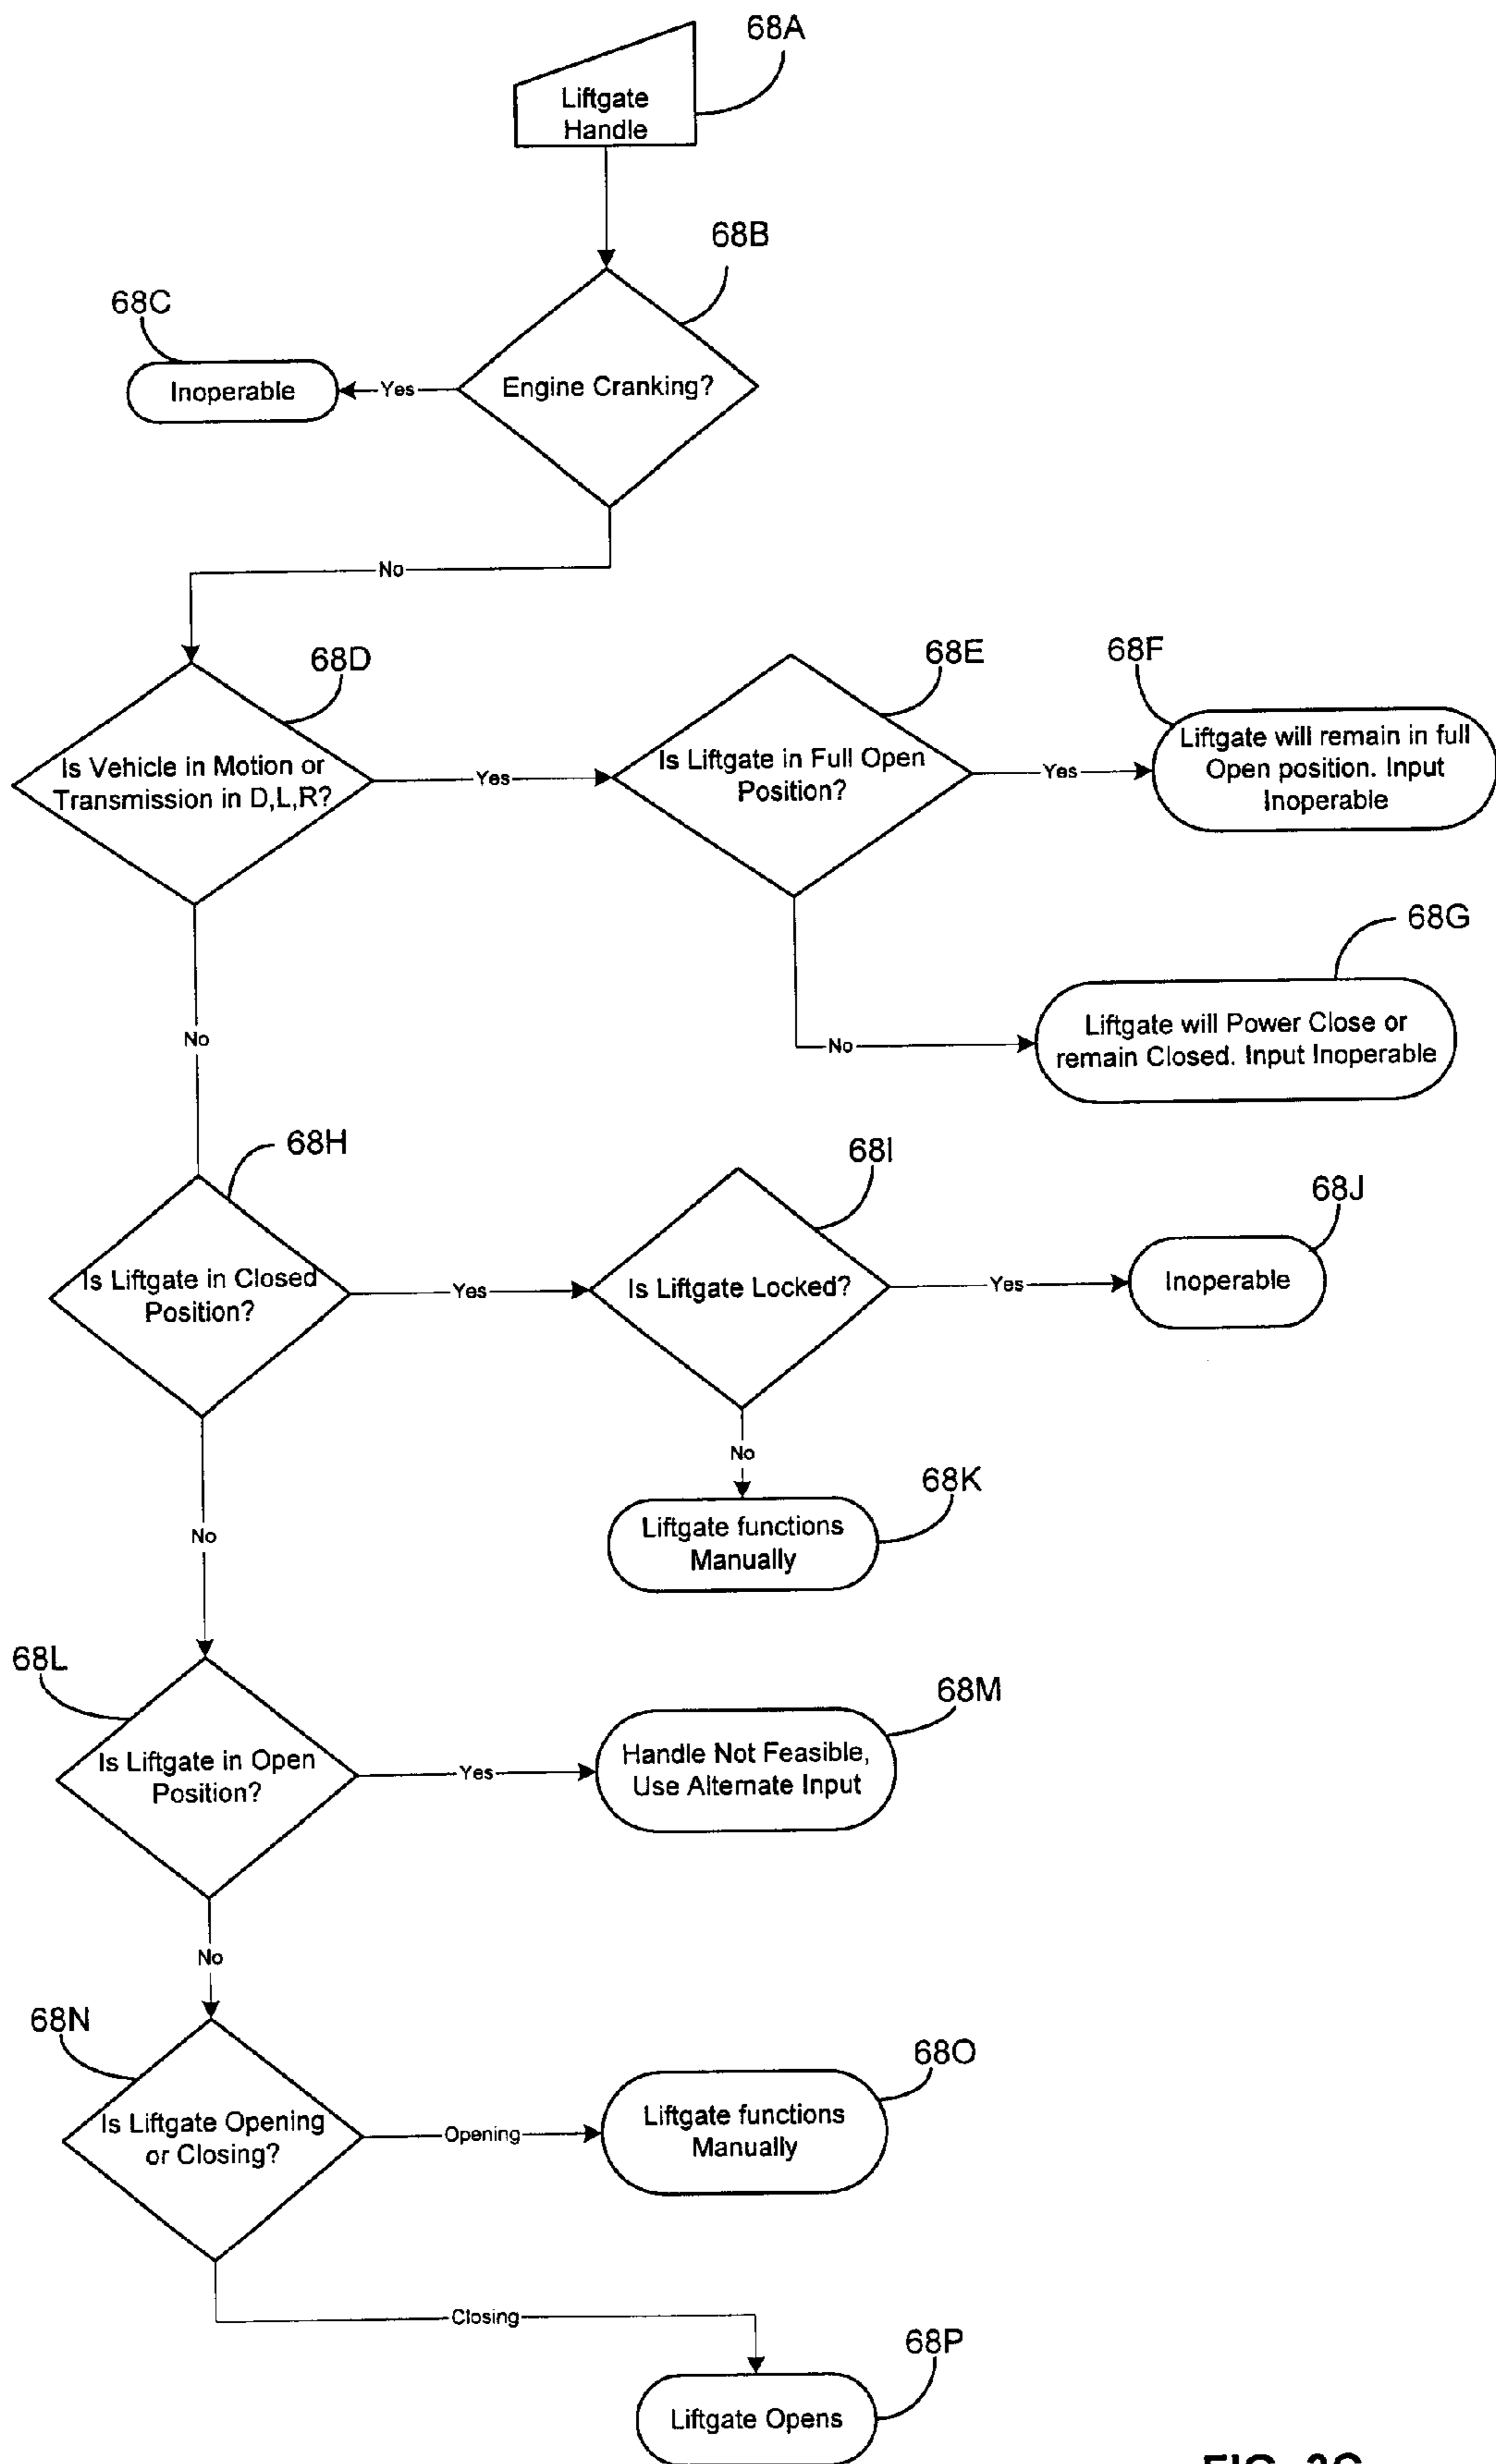 68A
Liftgate
Handle
68B
68C
Inoperable
Yes
Engine Cranking?
No
68D
68E
68F
Is Vehicle in Motion or
Transmission in D,L,R?
Yes
Is Liftgate in Full Open
Position?
Yes
Liftgate will remain in full
Open position. Input
Inoperable
68G
No
No
Liftgate will Power Close or
remain Closed. Input Inoperable
68H
68I
68J
Is Liftgate in Closed
Position?
Yes
Is Liftgate Locked?
Yes
Inoperable
No
No
68K
Liftgate functions
Manually
68L
68M
Is Liftgate in Open
Position?
Yes
Handle Not Feasible,
Use Alternate Input
No
68N
68O
Is Liftgate Opening
or Closing?
Opening
Liftgate functions
Manually
Closing
68P
Liftgate Opens